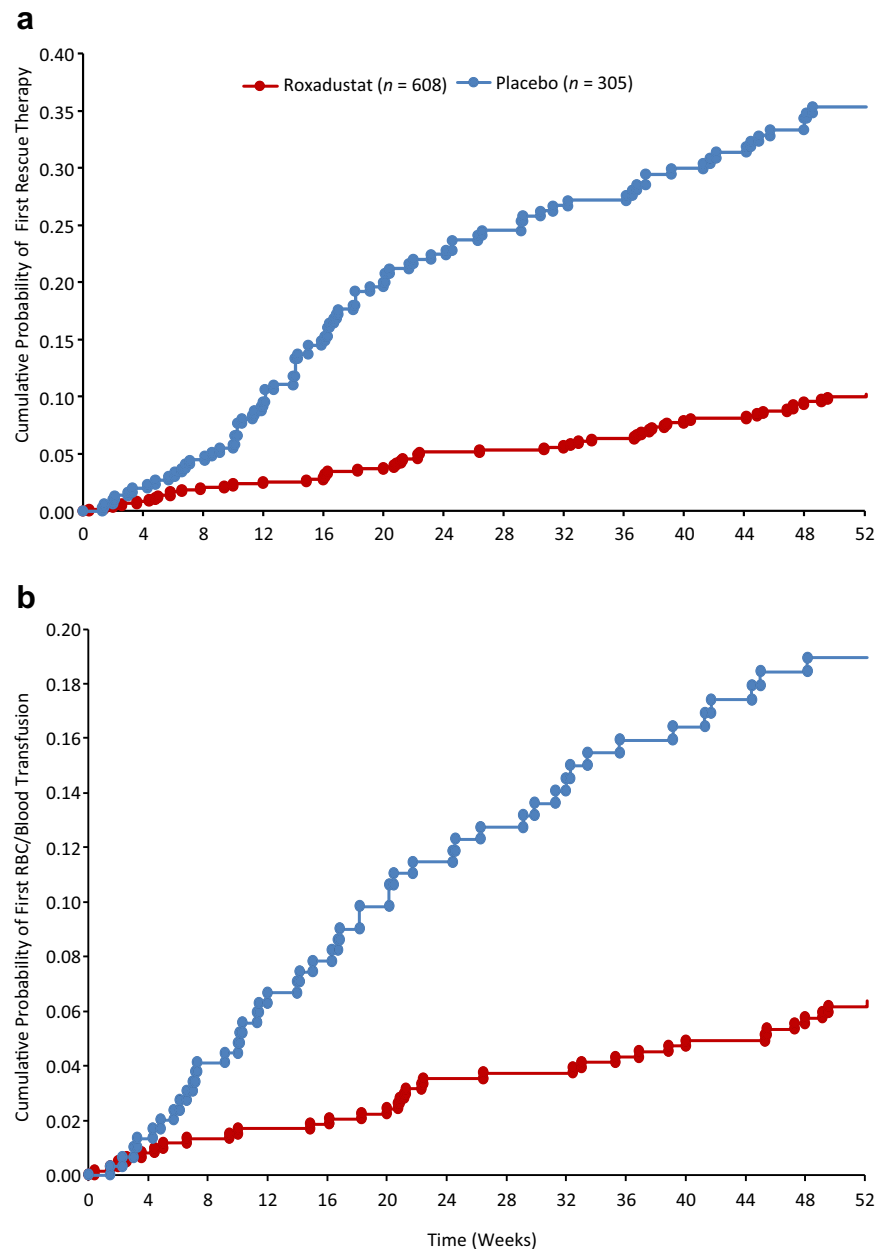 a
Cumulative Probability of First Rescue Therapy
0.40
0.35
0.30
0.25
0.20
0.15
0.10
0.05
0.00
Roxadustat (n = 608) Placebo (n = 305)
0 4 8 12 16 20 24 28 32 36 40 44 48 52
b
Cumulative Probability of First RBC/Blood Transfusion
0.20
0.18
0.16
0.14
0.12
0.10
0.08
0.06
0.04
0.02
0.00
0 4 8 12 16 20 24 28 32 36 40 44 48 52
Time (Weeks)